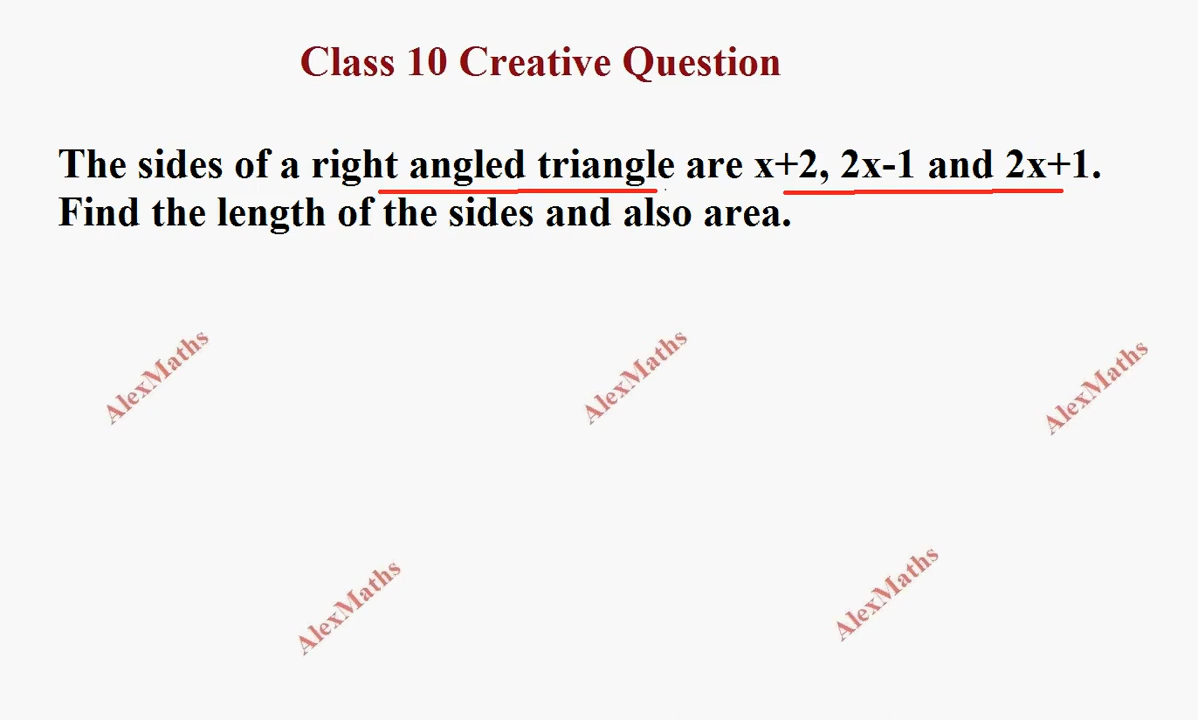 Class 10 Creative Question
The sides of a right angled triangle are x+2, 2x-1 and 2x+1.
Find the length of the sides and also area.
AlexMaths
AlexMaths
AlexMaths
AlexMaths
AlexMaths